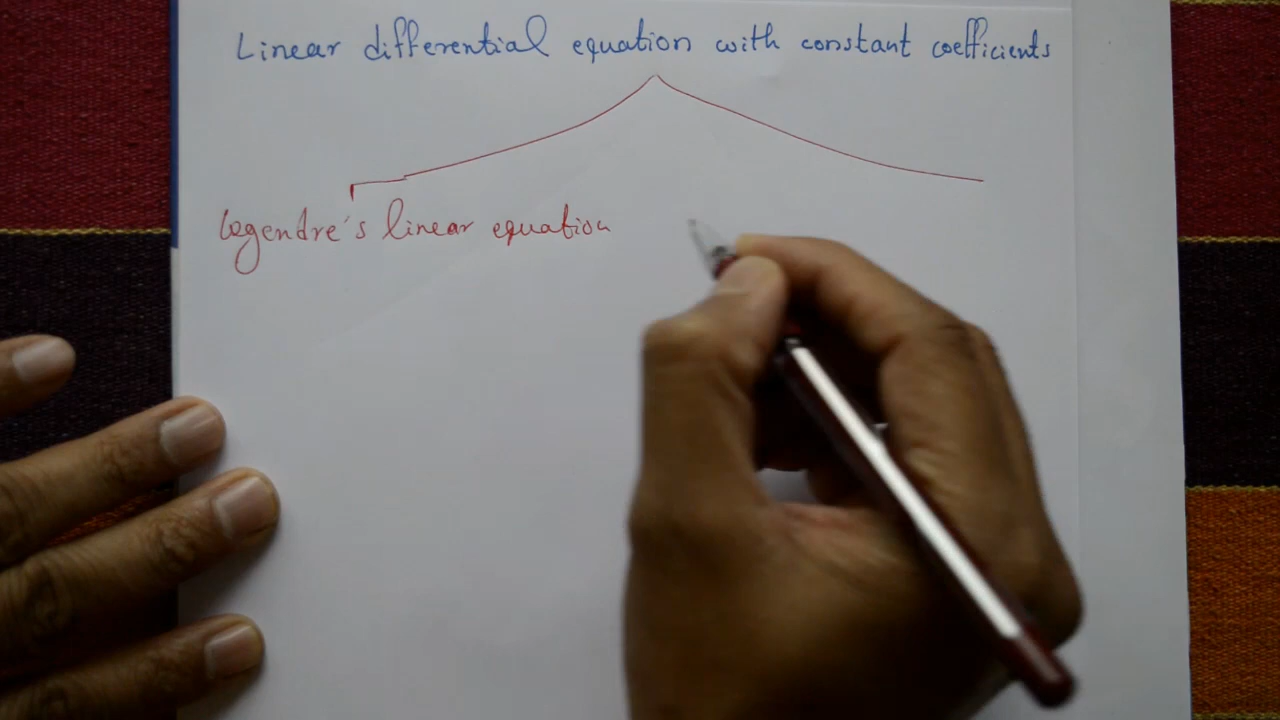 Linear differential equation with constant coefficients
Legendre's linear equation